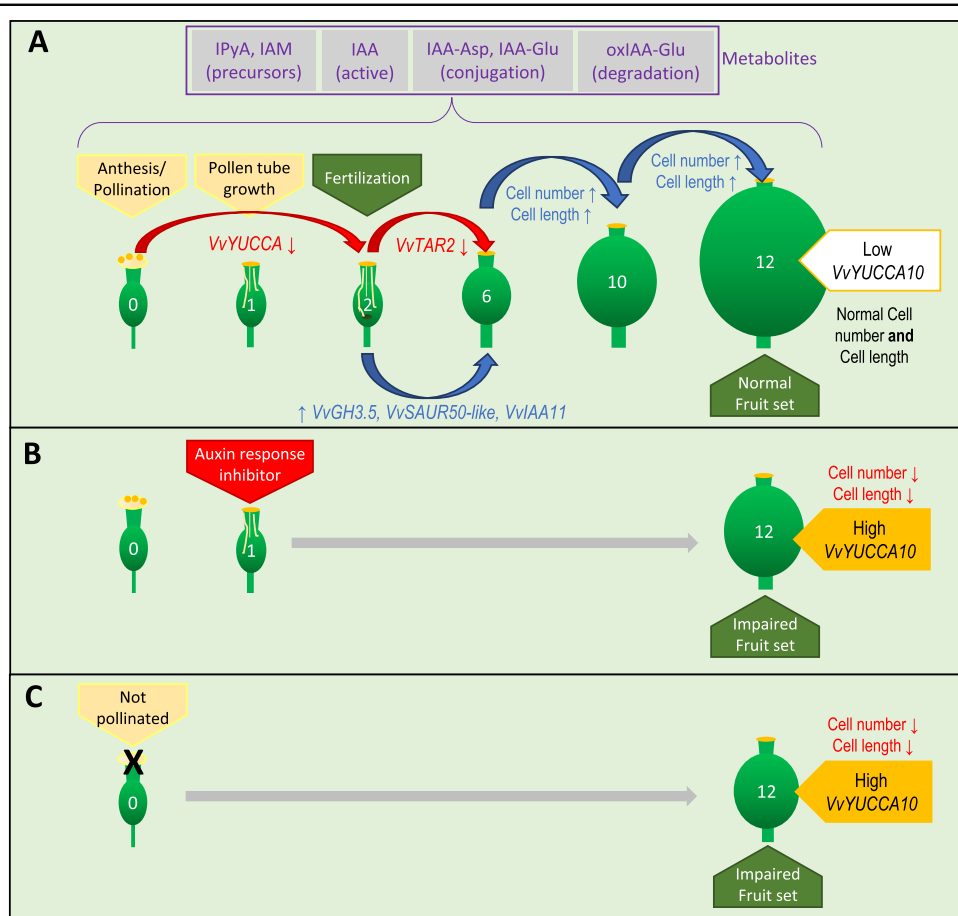 A
IPyA, IAM
(precursors)
IAA
(active)
IAA-Asp, IAA-Glu
(conjugation)
oxIAA-Glu
(degradation)
Metabolites
Anthesis/
Pollination
Pollen tube
growth
Fertilization
Cell number ↑
Cell length ↑
Cell number ↑
Cell length ↑
VvYUCCA ↓
VvTAR2 ↓
0
1
2
6
10
12
Low
VvYUCCA10
Normal Cell
number and
Cell length
Normal
Fruit set
↑ VvGH3.5, VvSAUR50-like, VvIAA11
B
Auxin response
inhibitor
0
1
12
Cell number ↓
Cell length ↓
High
VvYUCCA10
Impaired
Fruit set
C
Not
pollinated
X
0
12
Cell number ↓
Cell length ↓
High
VvYUCCA10
Impaired
Fruit set